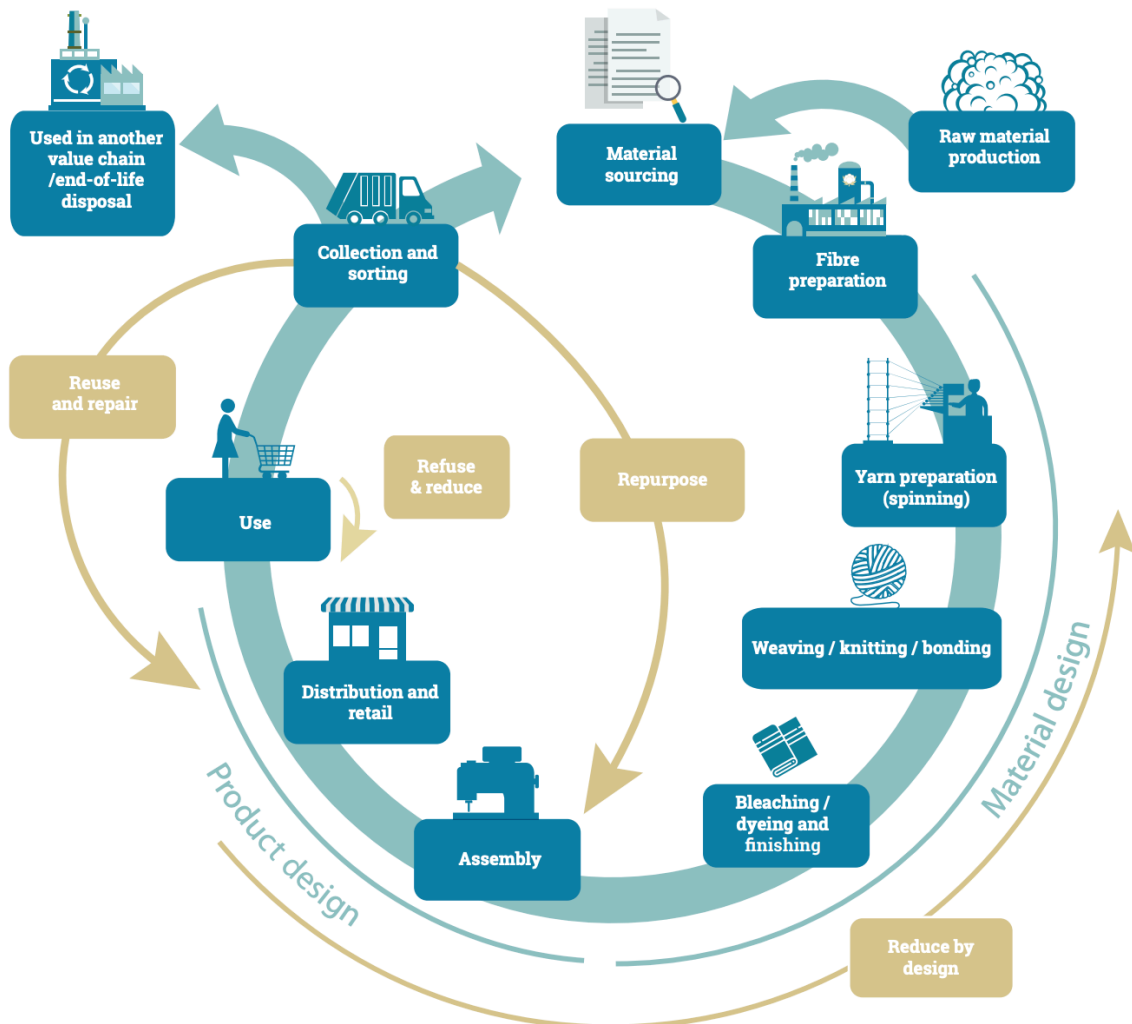 Used in another
value chain
/end-of-life
disposal
Material
sourcing
Raw material
production
Collection and
sorting
Fibre
preparation
Reuse
and repair
Refuse
& reduce
Repurpose
Yarn preparation
(spinning)
Use
Weaving / knitting / bonding
Distribution and
retail
Product design
Material design
Bleaching /
dyeing and
finishing
Assembly
Reduce by
design